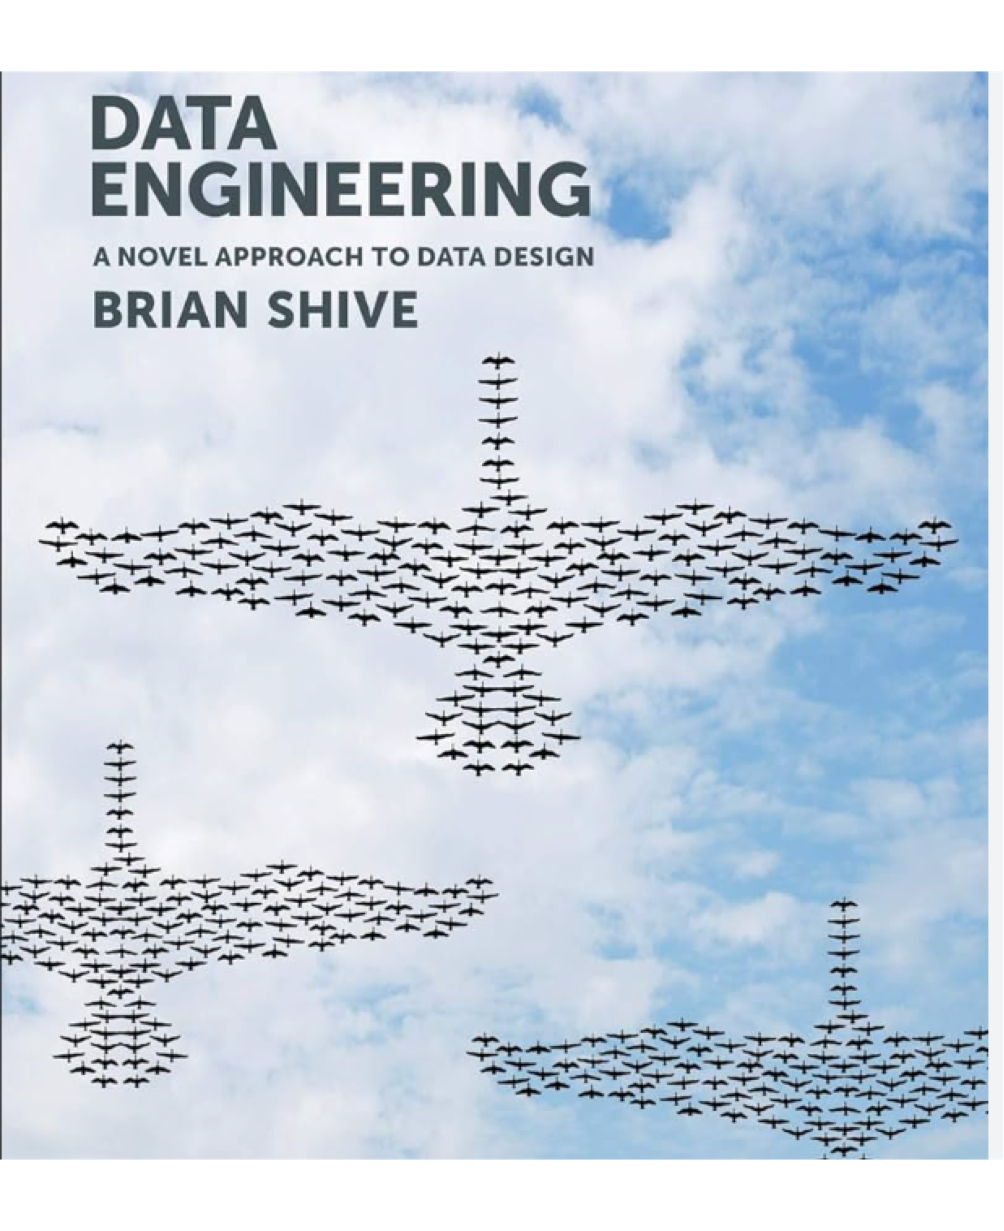 DATA
ENGINEERING
A NOVEL APPROACH TO DATA DESIGN
BRIAN SHIVE